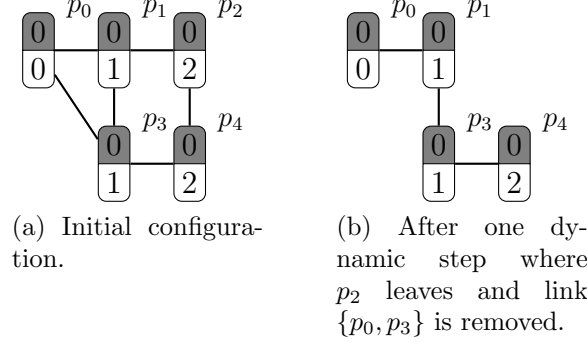 p₀ p₁ p₂
0 0 0
0 1 2
p₃ p₄
0 0
1 2
(a) Initial configura-
tion.
p₀ p₁
0 0
0 1
p₃ p₄
0 0
1 2
(b) After one dy-
namic step where
p₂ leaves and link
{p₀, p₃} is removed.